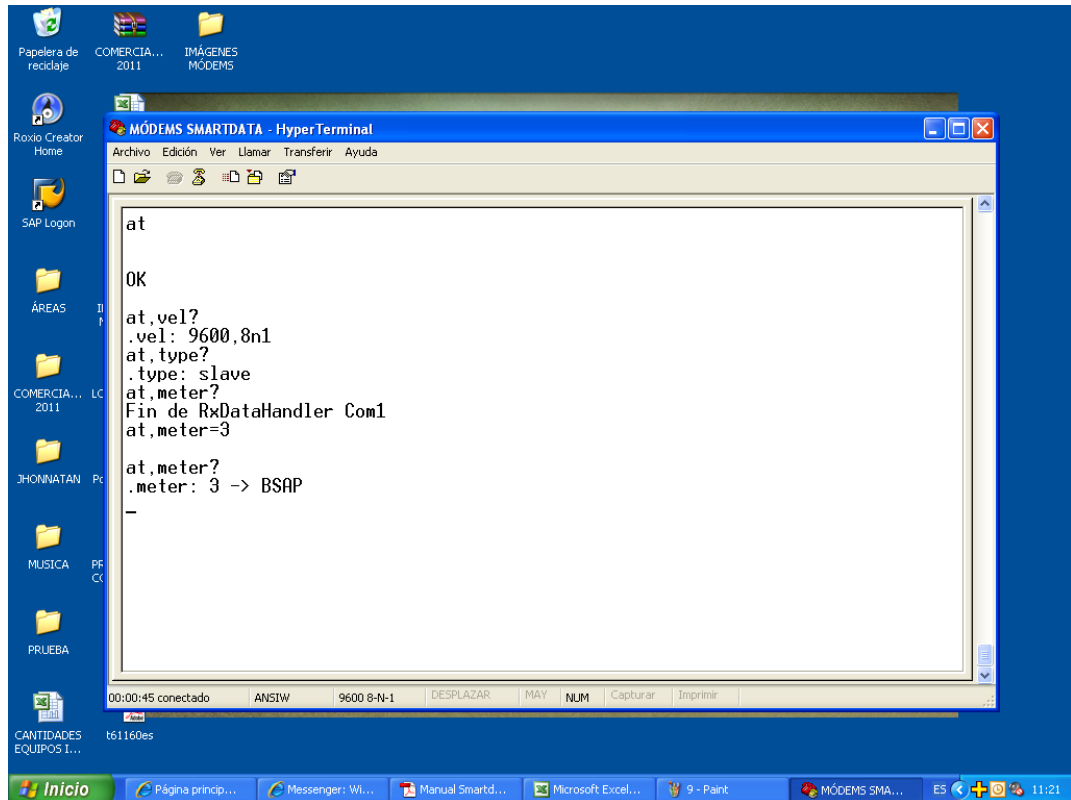 Papelera de reciclaje
COMERCIA... 2011
IMÁGENES MÓDEMS
Roxio Creator Home
SAP Logon
ÁREAS
COMERCIA... 2011
JHONNATAN
MUSICA
PRUEBA
CANTIDADES EQUIPOS I...
t61160es
MÓDEMS SMARTDATA - HyperTerminal
Archivo Edición Ver Llamar Transferir Ayuda
at
OK
at,vel?
.vel: 9600,8n1
at,type?
.type: slave
at,meter?
Fin de RxDataHandler Com1
at,meter=3
at,meter?
.meter: 3 -> BSAP
_
00:00:45 conectado ANSIW 9600 8-N-1 DESPLAZAR MAY NUM Capturar Imprimir
Inicio Página princip... Messenger: Wi... Manual Smartd... Microsoft Excel... 9 - Paint MÓDEMS SMA... ES 11:21